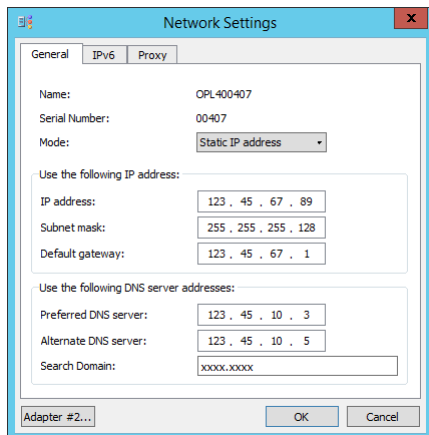 Network Settings
x
General IPv6 Proxy
Name: OPL400407
Serial Number: 00407
Mode: Static IP address
Use the following IP address:
IP address: 123 . 45 . 67 . 89
Subnet mask: 255 . 255 . 255 . 128
Default gateway: 123 . 45 . 67 . 1
Use the following DNS server addresses:
Preferred DNS server: 123 . 45 . 10 . 3
Alternate DNS server: 123 . 45 . 10 . 5
Search Domain: xxxx.xxxx
Adapter #2... OK Cancel